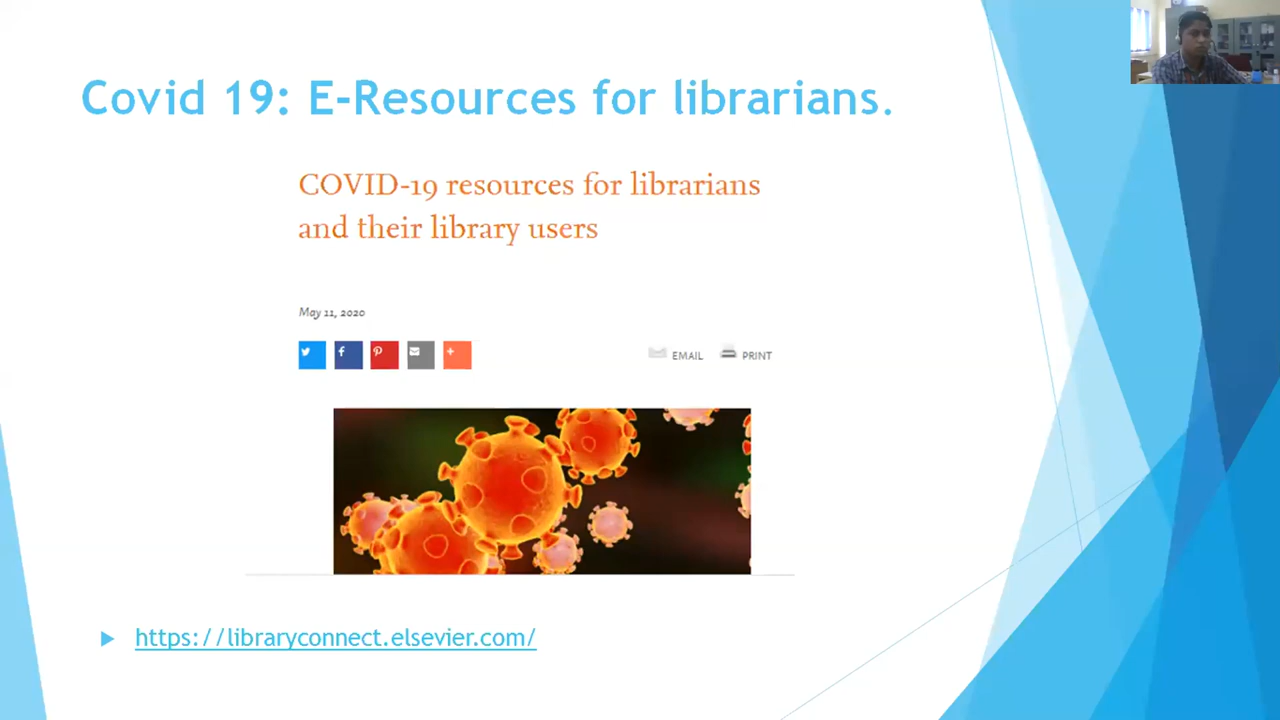 Covid 19: E-Resources for librarians.
COVID-19 resources for librarians
and their library users
May 11, 2020
EMAIL PRINT
https://libraryconnect.elsevier.com/